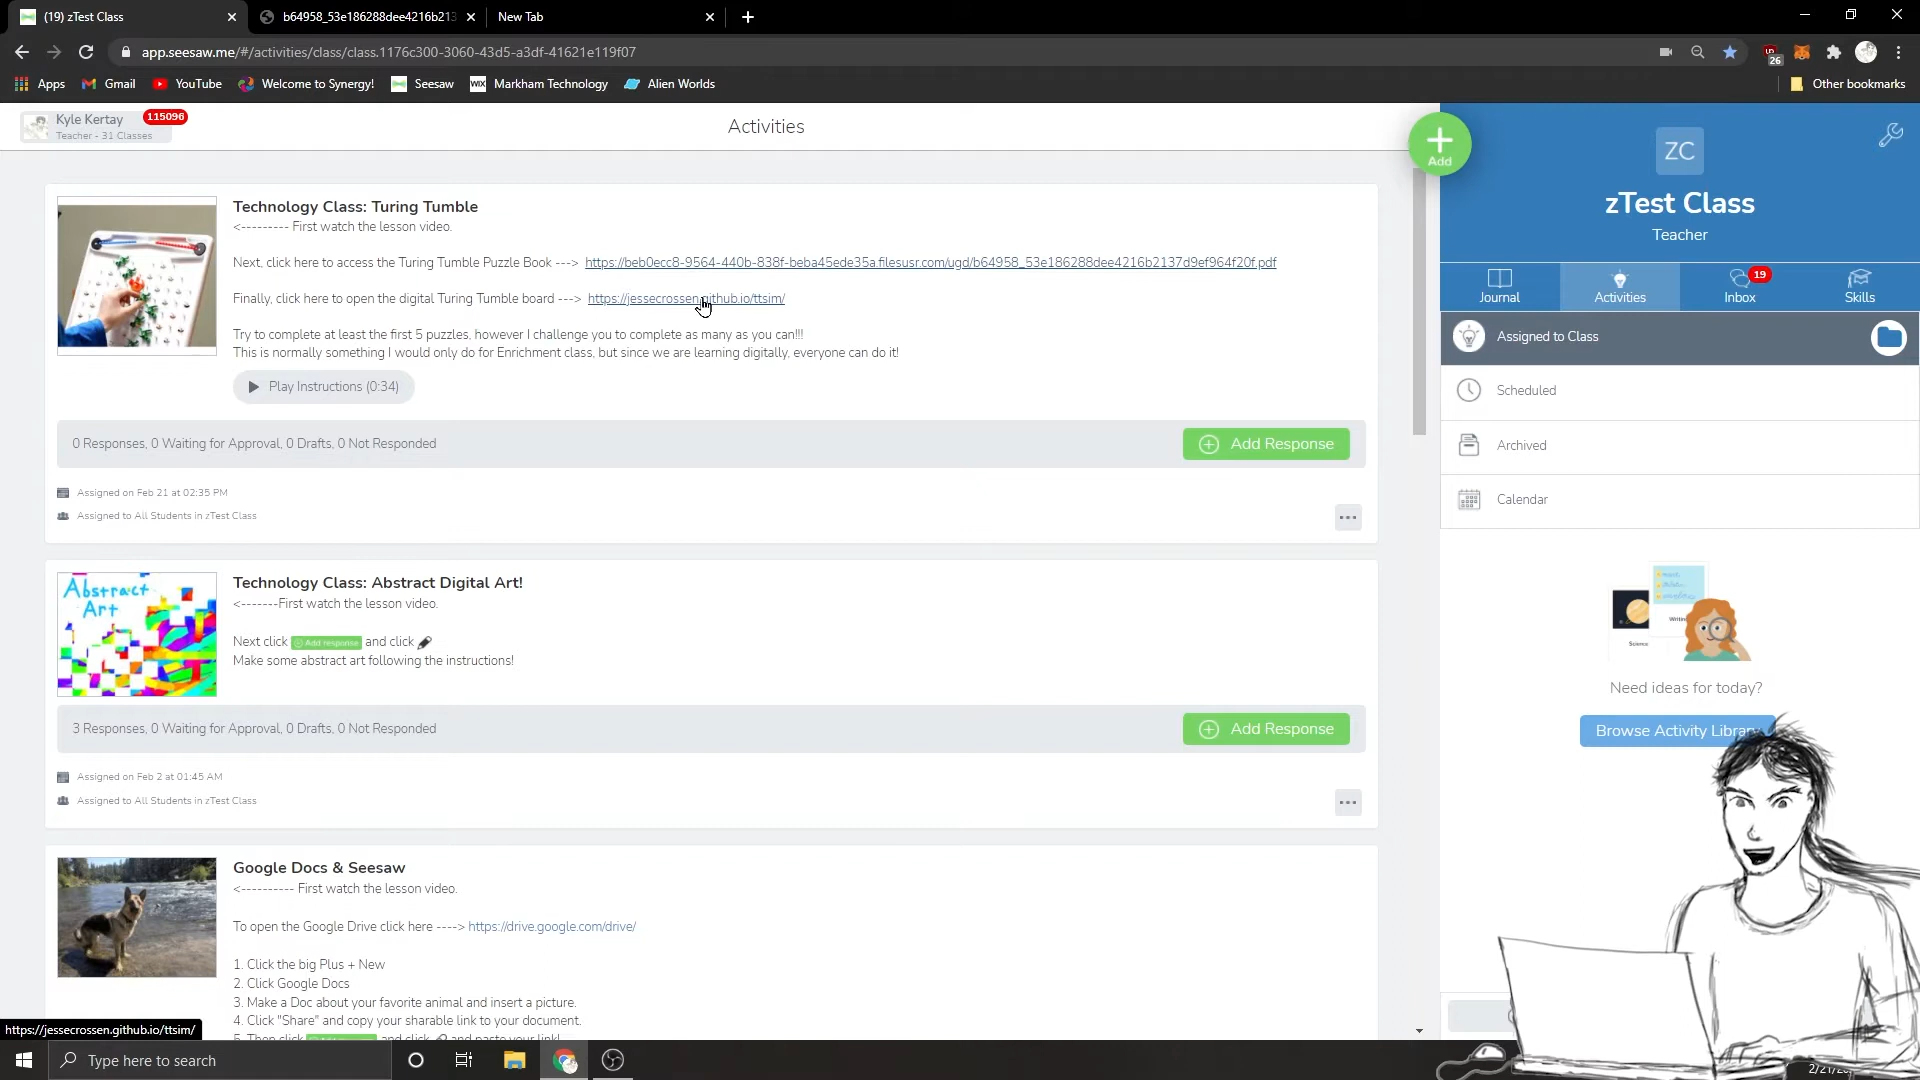 (19) zTest Class
b64958_53e186288dee4216b213
New Tab
app.seesaw.me/#/activities/class/class.1176c300-3060-43d5-a3df-41621e119f07
26
Apps
Gmail
YouTube
Welcome to Synergy!
Seesaw
WIX
Markham Technology
Alien Worlds
Other bookmarks
Kyle Kertay
115096
Teacher - 31 Classes
Activities
Add
ZC
zTest Class
Teacher
Journal
Activities
19
Inbox
Skills
Assigned to Class
Scheduled
Archived
Calendar
Technology Class: Turing Tumble
<--------- First watch the lesson video.
Next, click here to access the Turing Tumble Puzzle Book ---> https://beb0ecc8-9564-440b-838f-beba45ede35a.filesusr.com/ugd/b64958_53e186288dee4216b2137d9ef964f20f.pdf
Finally, click here to open the digital Turing Tumble board ---> https://jessecrossen.github.io/ttsim/
Try to complete at least the first 5 puzzles, however I challenge you to complete as many as you can!!!
This is normally something I would only do for Enrichment class, but since we are learning digitally, everyone can do it!
Play Instructions (0:34)
0 Responses, 0 Waiting for Approval, 0 Drafts, 0 Not Responded
Add Response
Assigned on Feb 21 at 02:35 PM
Assigned to All Students in zTest Class
Abstract
Art
Technology Class: Abstract Digital Art!
<-------First watch the lesson video.
Next click Add response and click
Make some abstract art following the instructions!
3 Responses, 0 Waiting for Approval, 0 Drafts, 0 Not Responded
Add Response
Assigned on Feb 2 at 01:45 AM
Assigned to All Students in zTest Class
Science
Need ideas for today?
Browse Activity Library
Google Docs & Seesaw
<---------- First watch the lesson video.
To open the Google Drive click here ----> https://drive.google.com/drive/
1. Click the big Plus + New
2. Click Google Docs
3. Make a Doc about your favorite animal and insert a picture.
4. Click "Share" and copy your sharable link to your document.
5. Then click and click and paste your link!
https://jessecrossen.github.io/ttsim/
Type here to search